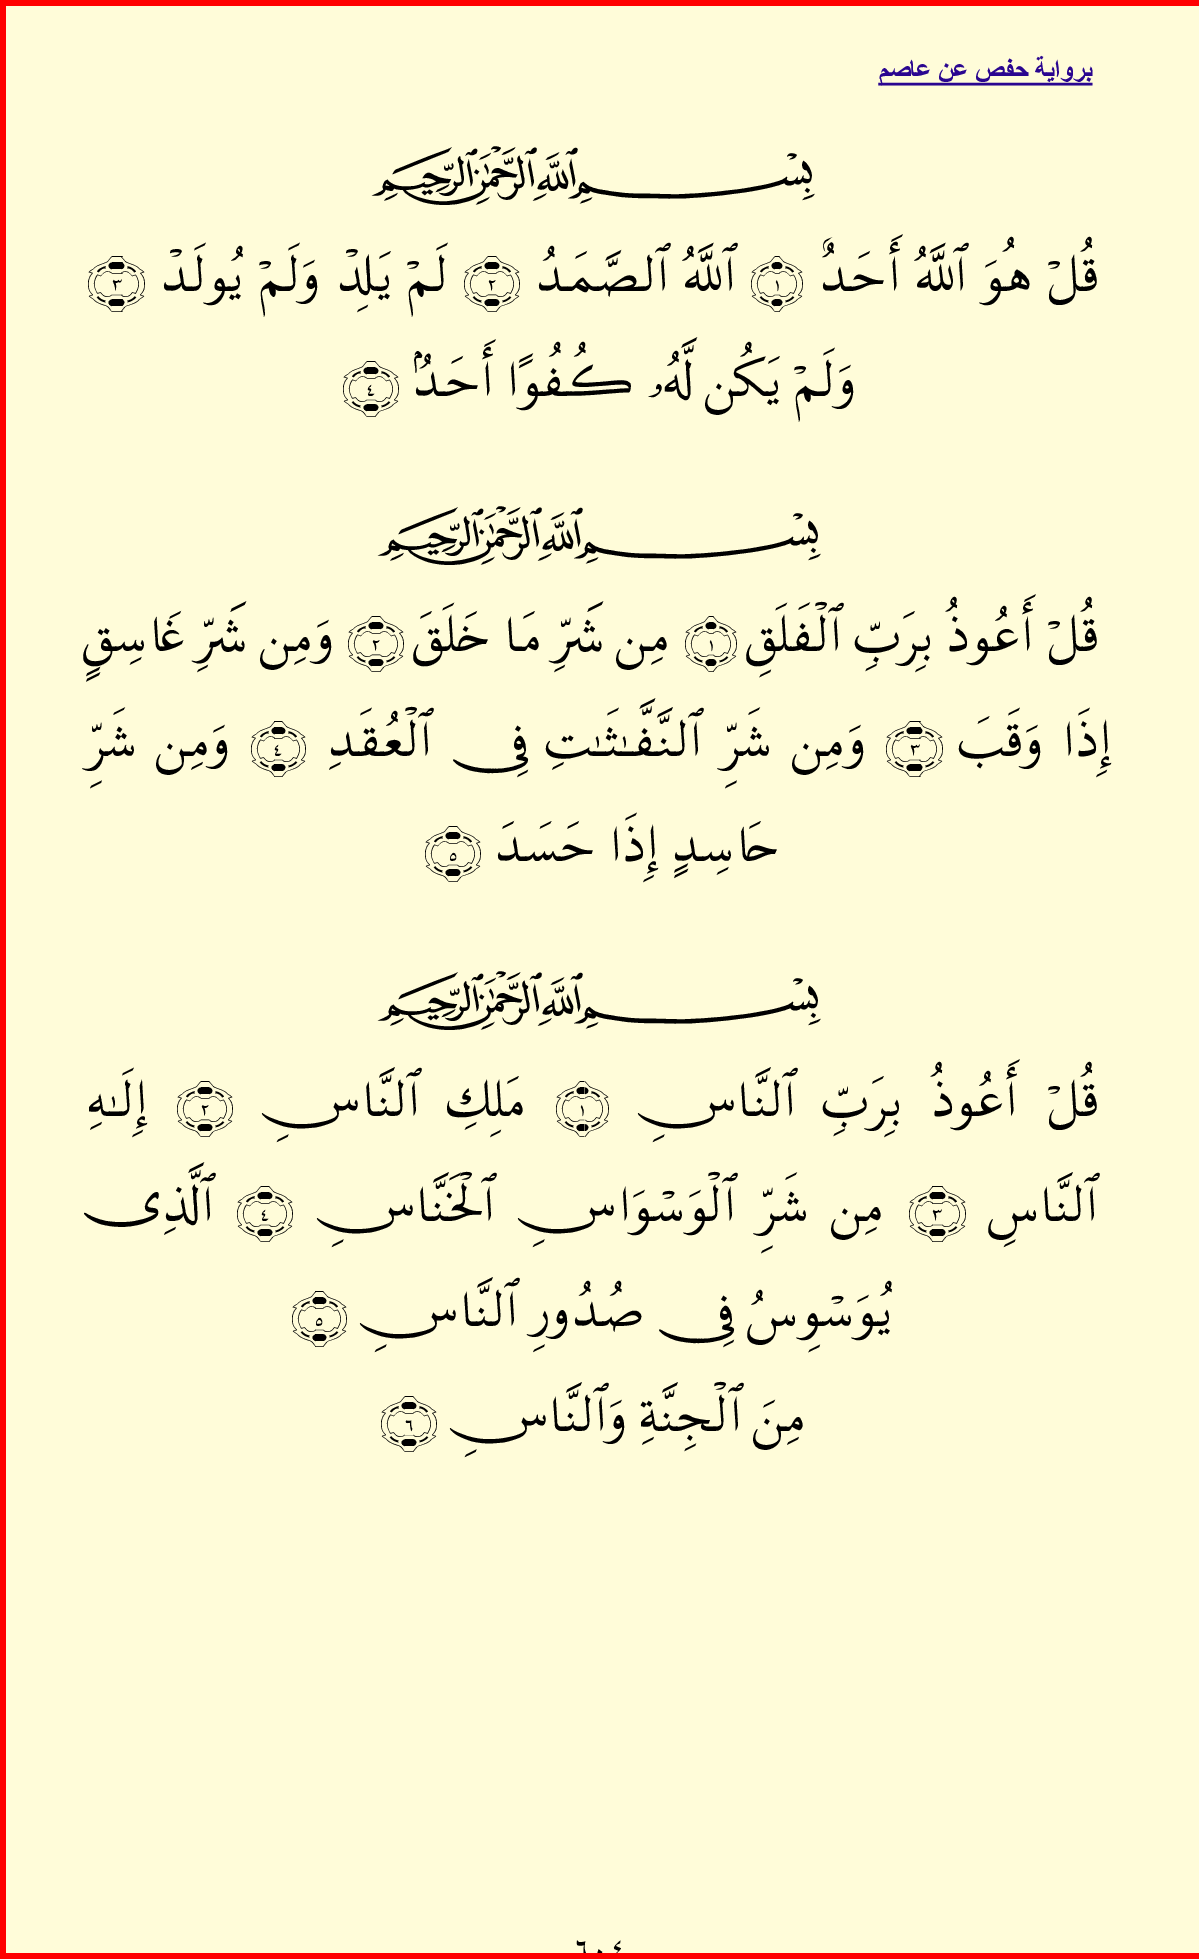 برواية حفص عن عاصم
بِسْمِ ٱللَّهِ ٱلرَّحْمَٰنِ ٱلرَّحِيمِ
قُلْ هُوَ ٱللَّهُ أَحَدٌ ١ ٱللَّهُ ٱلصَّمَدُ ٢ لَمْ يَلِدْ وَلَمْ يُولَدْ ٣
وَلَمْ يَكُن لَّهُۥ كُفُوًا أَحَدٌۢ ٤
بِسْمِ ٱللَّهِ ٱلرَّحْمَٰنِ ٱلرَّحِيمِ
قُلْ أَعُوذُ بِرَبِّ ٱلْفَلَقِ ١ مِن شَرِّ مَا خَلَقَ ٢ وَمِن شَرِّ غَاسِقٍ
إِذَا وَقَبَ ٣ وَمِن شَرِّ ٱلنَّفَّـٰثَـٰتِ فِى ٱلْعُقَدِ ٤ وَمِن شَرِّ
حَاسِدٍ إِذَا حَسَدَ ٥
بِسْمِ ٱللَّهِ ٱلرَّحْمَٰنِ ٱلرَّحِيمِ
قُلْ أَعُوذُ بِرَبِّ ٱلنَّاسِ ١ مَلِكِ ٱلنَّاسِ ٢ إِلَـٰهِ
ٱلنَّاسِ ٣ مِن شَرِّ ٱلْوَسْوَاسِ ٱلْخَنَّاسِ ٤ ٱلَّذِى
يُوَسْوِسُ فِى صُدُورِ ٱلنَّاسِ ٥
مِنَ ٱلْجِنَّةِ وَٱلنَّاسِ ٦
٦٠٤